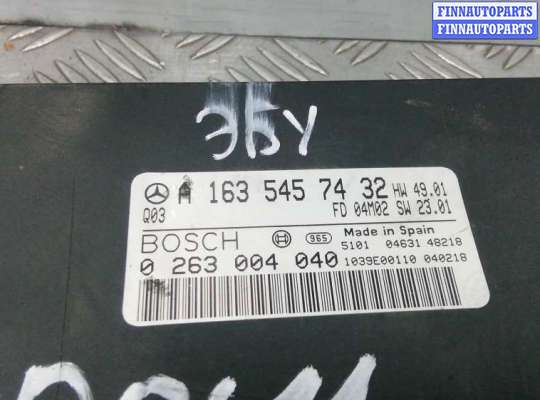 FINNAUTOPARTS
FINNAUTOPARTS
ЭБУ
A 163 545 74 32 HW 49.01
Q03 FD 04M02 SW 23.01
BOSCH 965 Made in Spain
5101 04631 48218
0 263 004 040 1039E00110 040218